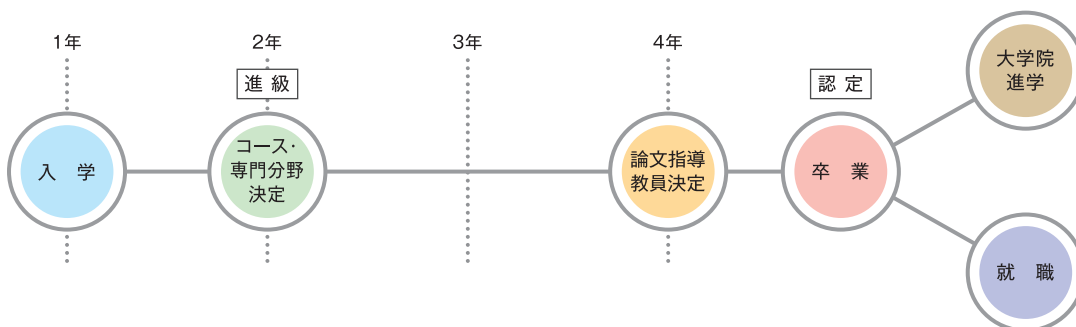 1年
2年
3年
4年
進 級
認 定
入　学
コース・
専門分野
決定
論文指導
教員決定
卒　業
大学院
進学
就　職